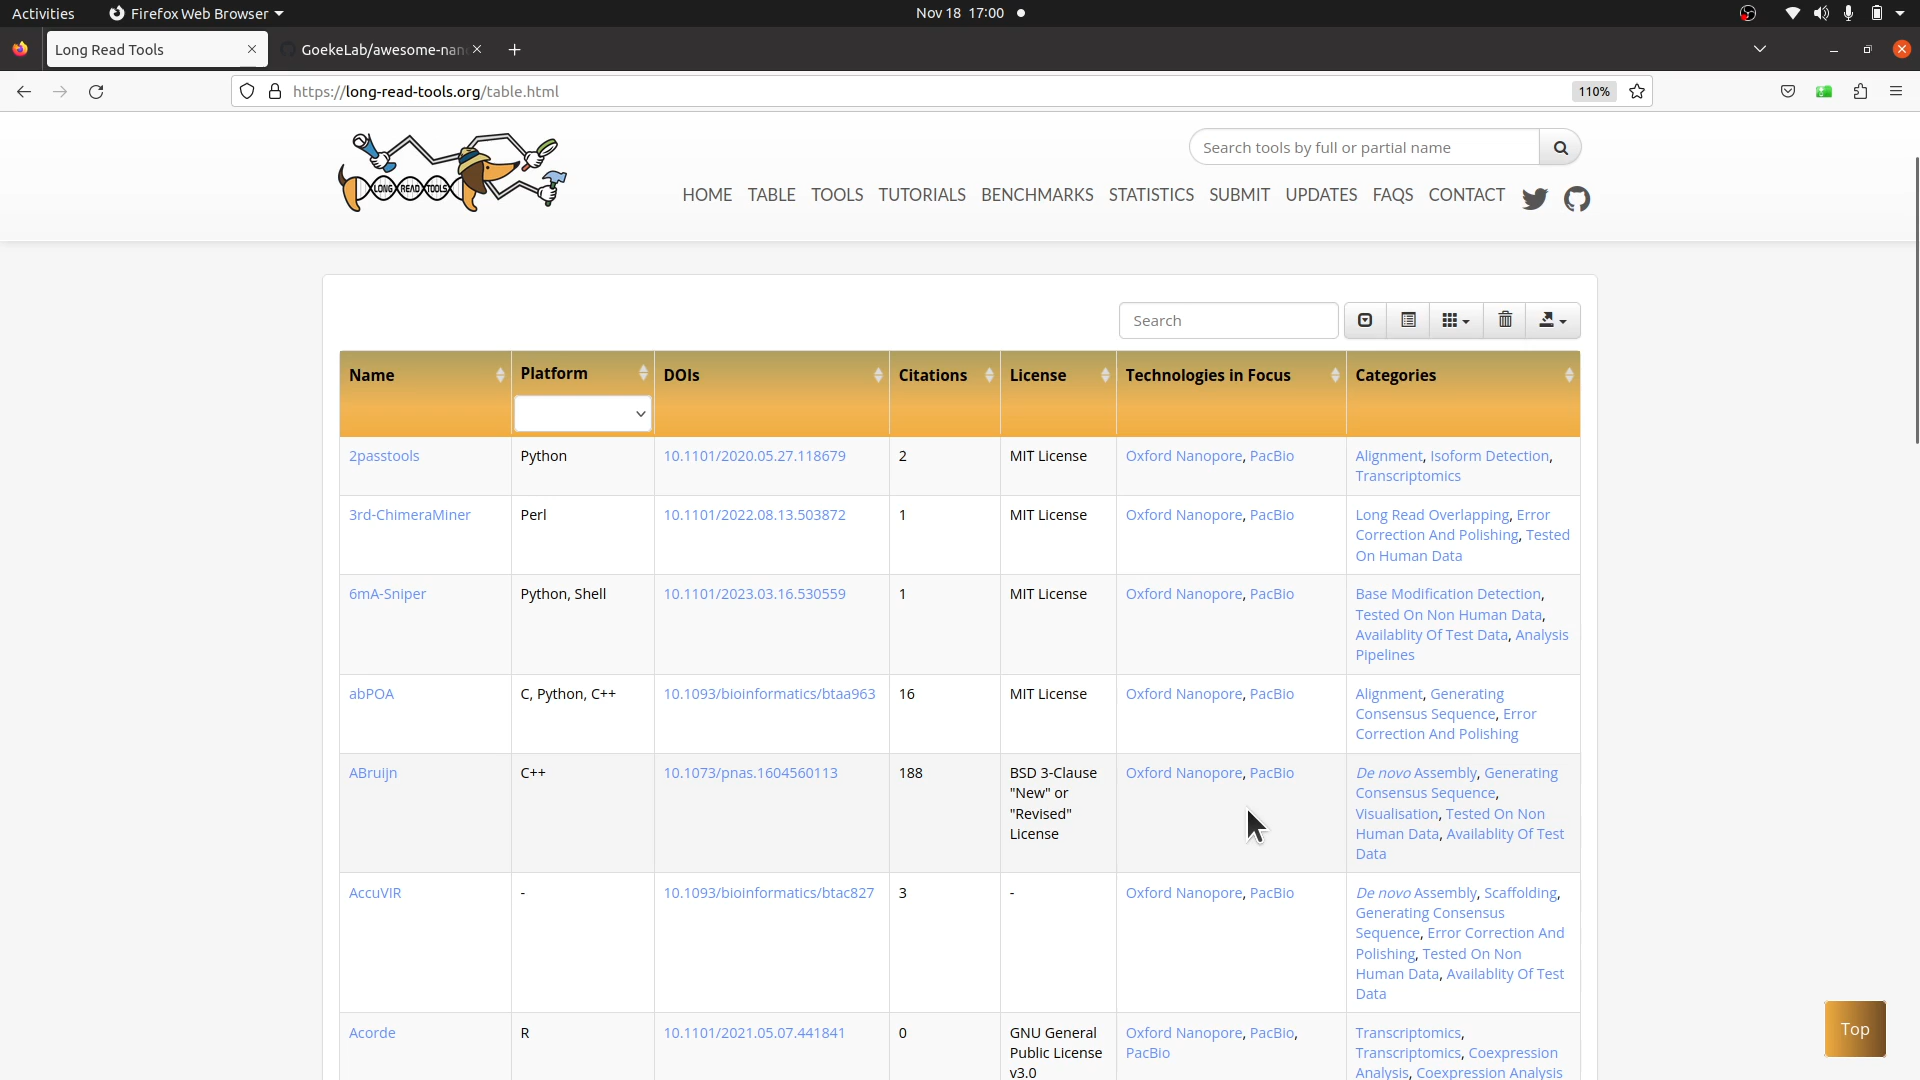 Activities Firefox Web Browser Nov 18 17:00
Long Read Tools GoekeLab/awesome-nan
https://long-read-tools.org/table.html 110%
LONG READ TOOLS
Search tools by full or partial name
HOME TABLE TOOLS TUTORIALS BENCHMARKS STATISTICS SUBMIT UPDATES FAQS CONTACT
Search
Name Platform DOIs Citations License Technologies in Focus Categories
2passtools Python 10.1101/2020.05.27.118679 2 MIT License Oxford Nanopore, PacBio Alignment, Isoform Detection,
Transcriptomics
3rd-ChimeraMiner Perl 10.1101/2022.08.13.503872 1 MIT License Oxford Nanopore, PacBio Long Read Overlapping, Error
Correction And Polishing, Tested
On Human Data
6mA-Sniper Python, Shell 10.1101/2023.03.16.530559 1 MIT License Oxford Nanopore, PacBio Base Modification Detection,
Tested On Non Human Data,
Availablity Of Test Data, Analysis
Pipelines
abPOA C, Python, C++ 10.1093/bioinformatics/btaa963 16 MIT License Oxford Nanopore, PacBio Alignment, Generating
Consensus Sequence, Error
Correction And Polishing
ABruijn C++ 10.1073/pnas.1604560113 188 BSD 3-Clause Oxford Nanopore, PacBio De novo Assembly, Generating
"New" or Consensus Sequence,
"Revised" Visualisation, Tested On Non
License Human Data, Availablity Of Test
Data
AccuVIR - 10.1093/bioinformatics/btac827 3 - Oxford Nanopore, PacBio De novo Assembly, Scaffolding,
Generating Consensus
Sequence, Error Correction And
Polishing, Tested On Non
Human Data, Availablity Of Test
Data
Acorde R 10.1101/2021.05.07.441841 0 GNU General Oxford Nanopore, PacBio, Transcriptomics,
Public License PacBio Transcriptomics, Coexpression
v3.0 Analysis, Coexpression Analysis
Top